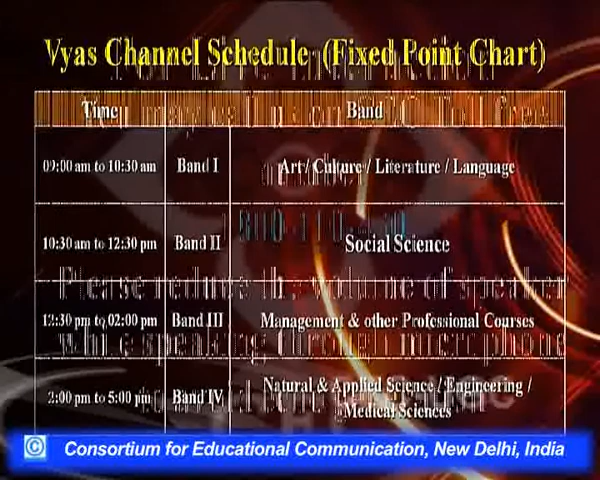 Vyas Channel Schedule (Fixed Point Chart)
Time Band
09:00 am to 10:30 am Band I Art / Culture / Literature / Language
10:30 am to 12:30 pm Band II Social Science
Please reduce the volume of speaker
12:30 pm to 02:00 pm Band III Management & other Professional Courses
while speaking through microphone
2:00 pm to 5:00 pm Band IV Natural & Applied Science / Engineering /
Medical Sciences
© Consortium for Educational Communication, New Delhi, India